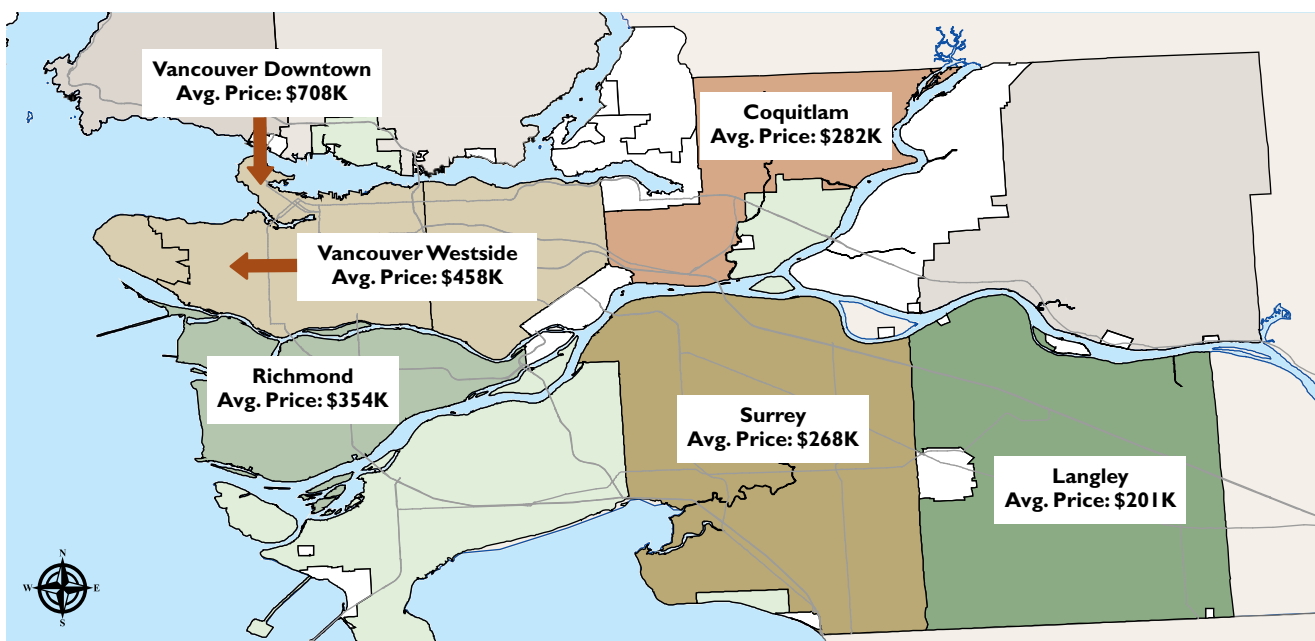 Vancouver Downtown
Avg. Price: $708K
Coquitlam
Avg. Price: $282K
Vancouver Westside
Avg. Price: $458K
Richmond
Avg. Price: $354K
Surrey
Avg. Price: $268K
Langley
Avg. Price: $201K
N
W E
S